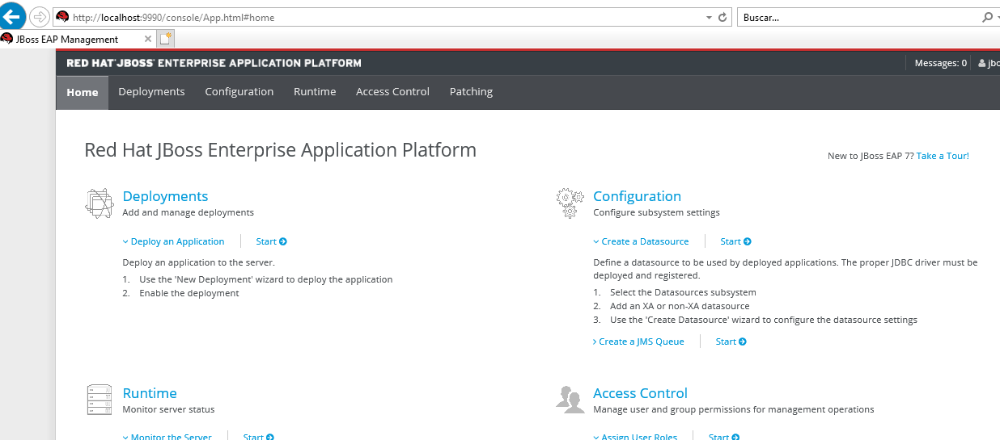 http://localhost:9990/console/App.html#home
Buscar...
JBoss EAP Management
RED HAT JBOSS ENTERPRISE APPLICATION PLATFORM
Messages: 0
Home Deployments Configuration Runtime Access Control Patching
Red Hat JBoss Enterprise Application Platform
New to JBoss EAP 7? Take a Tour!
Deployments
Add and manage deployments
Deploy an Application Start
Deploy an application to the server.
1. Use the 'New Deployment' wizard to deploy the application
2. Enable the deployment
Configuration
Configure subsystem settings
Create a Datasource Start
Define a datasource to be used by deployed applications. The proper JDBC driver must be
deployed and registered.
1. Select the Datasources subsystem
2. Add an XA or non-XA datasource
3. Use the 'Create Datasource' wizard to configure the datasource settings
Create a JMS Queue Start
Runtime
Monitor server status
Monitor the Server Start
Access Control
Manage user and group permissions for management operations
Assign User Roles Start